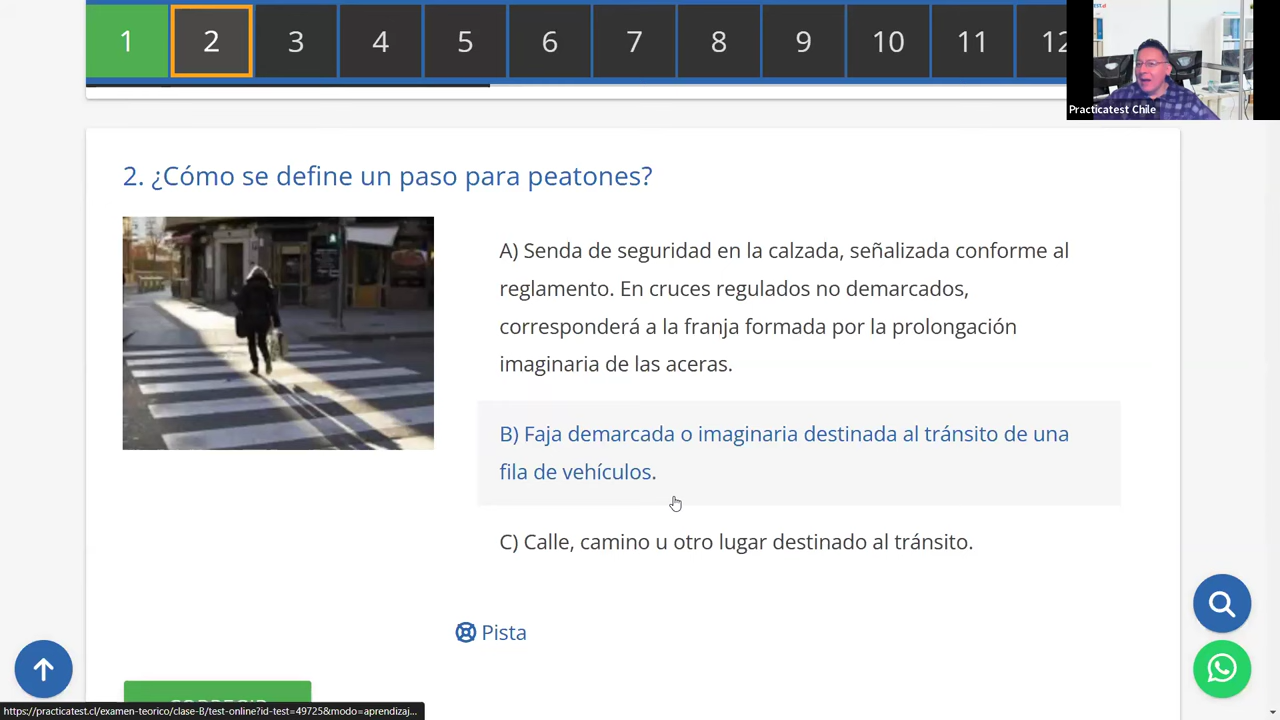 1 2 3 4 5 6 7 8 9 10 11 12
Practicatest Chile
2. ¿Cómo se define un paso para peatones?
A) Senda de seguridad en la calzada, señalizada conforme al
reglamento. En cruces regulados no demarcados,
corresponderá a la franja formada por la prolongación
imaginaria de las aceras.
B) Faja demarcada o imaginaria destinada al tránsito de una
fila de vehículos.
C) Calle, camino u otro lugar destinado al tránsito.
Pista
https://practicatest.cl/examen-teorico/clase-B/test-online?id-test=49725&modo=aprendizaj...